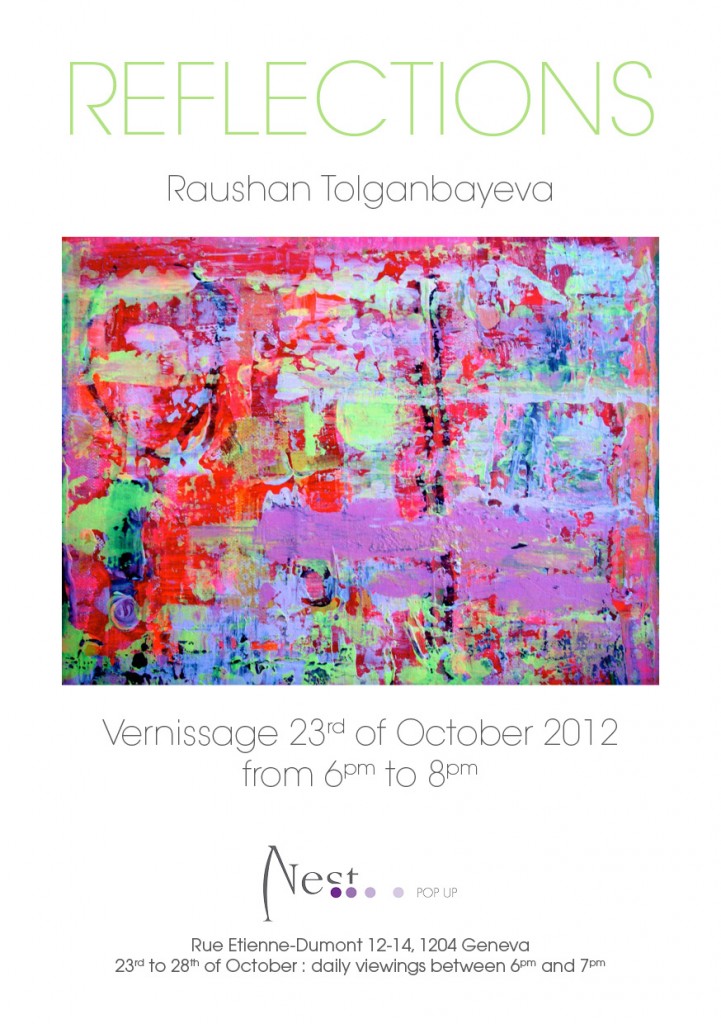 REFLECTIONS
Raushan Tolganbayeva
Vernissage 23rd of October 2012
from 6pm to 8pm
Nest
POP UP
Rue Etienne-Dumont 12-14, 1204 Geneva
23rd to 28th of October : daily viewings between 6pm and 7pm